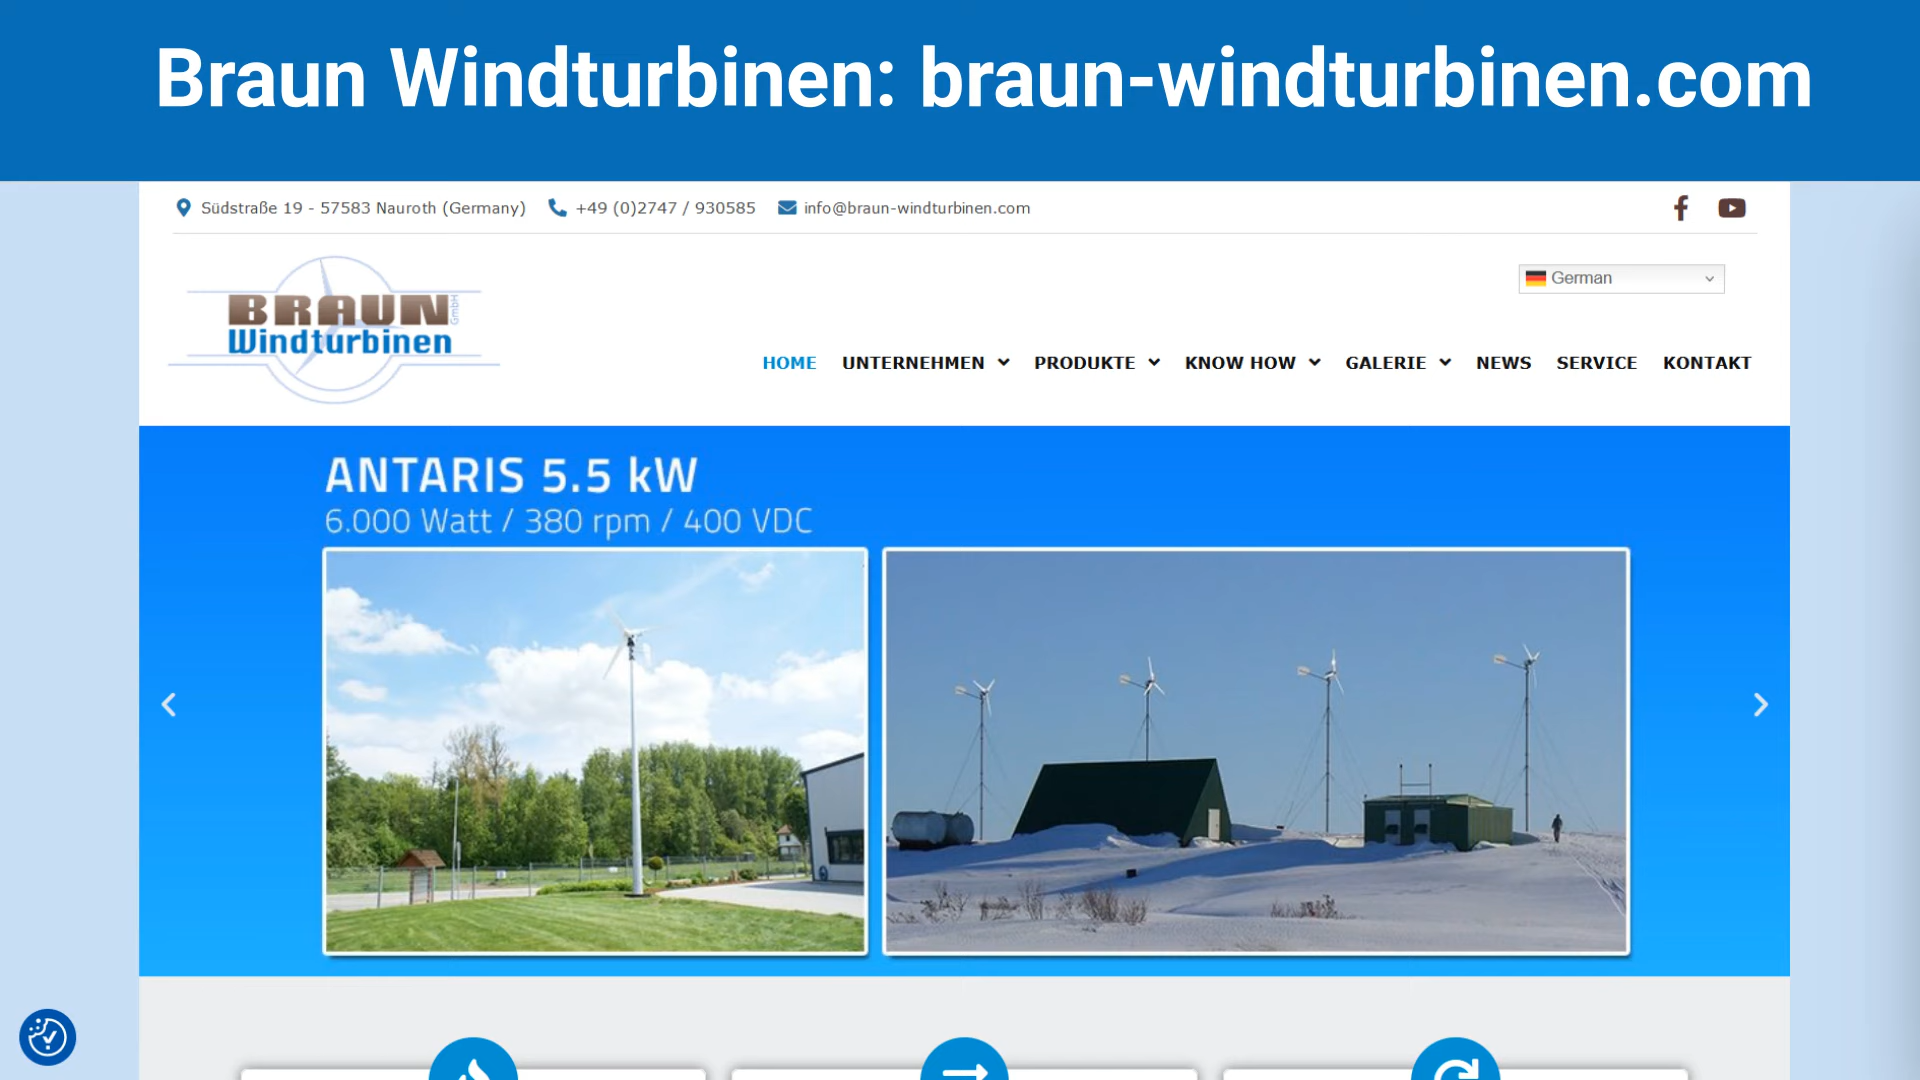 Braun Windturbinen: braun-windturbinen.com
Südstraße 19 - 57583 Nauroth (Germany) +49 (0)2747 / 930585 info@braun-windturbinen.com
BRAUN GmbH
Windturbinen
German
HOME UNTERNEHMEN PRODUKTE KNOW HOW GALERIE NEWS SERVICE KONTAKT
ANTARIS 5.5 kW
6.000 Watt / 380 rpm / 400 VDC